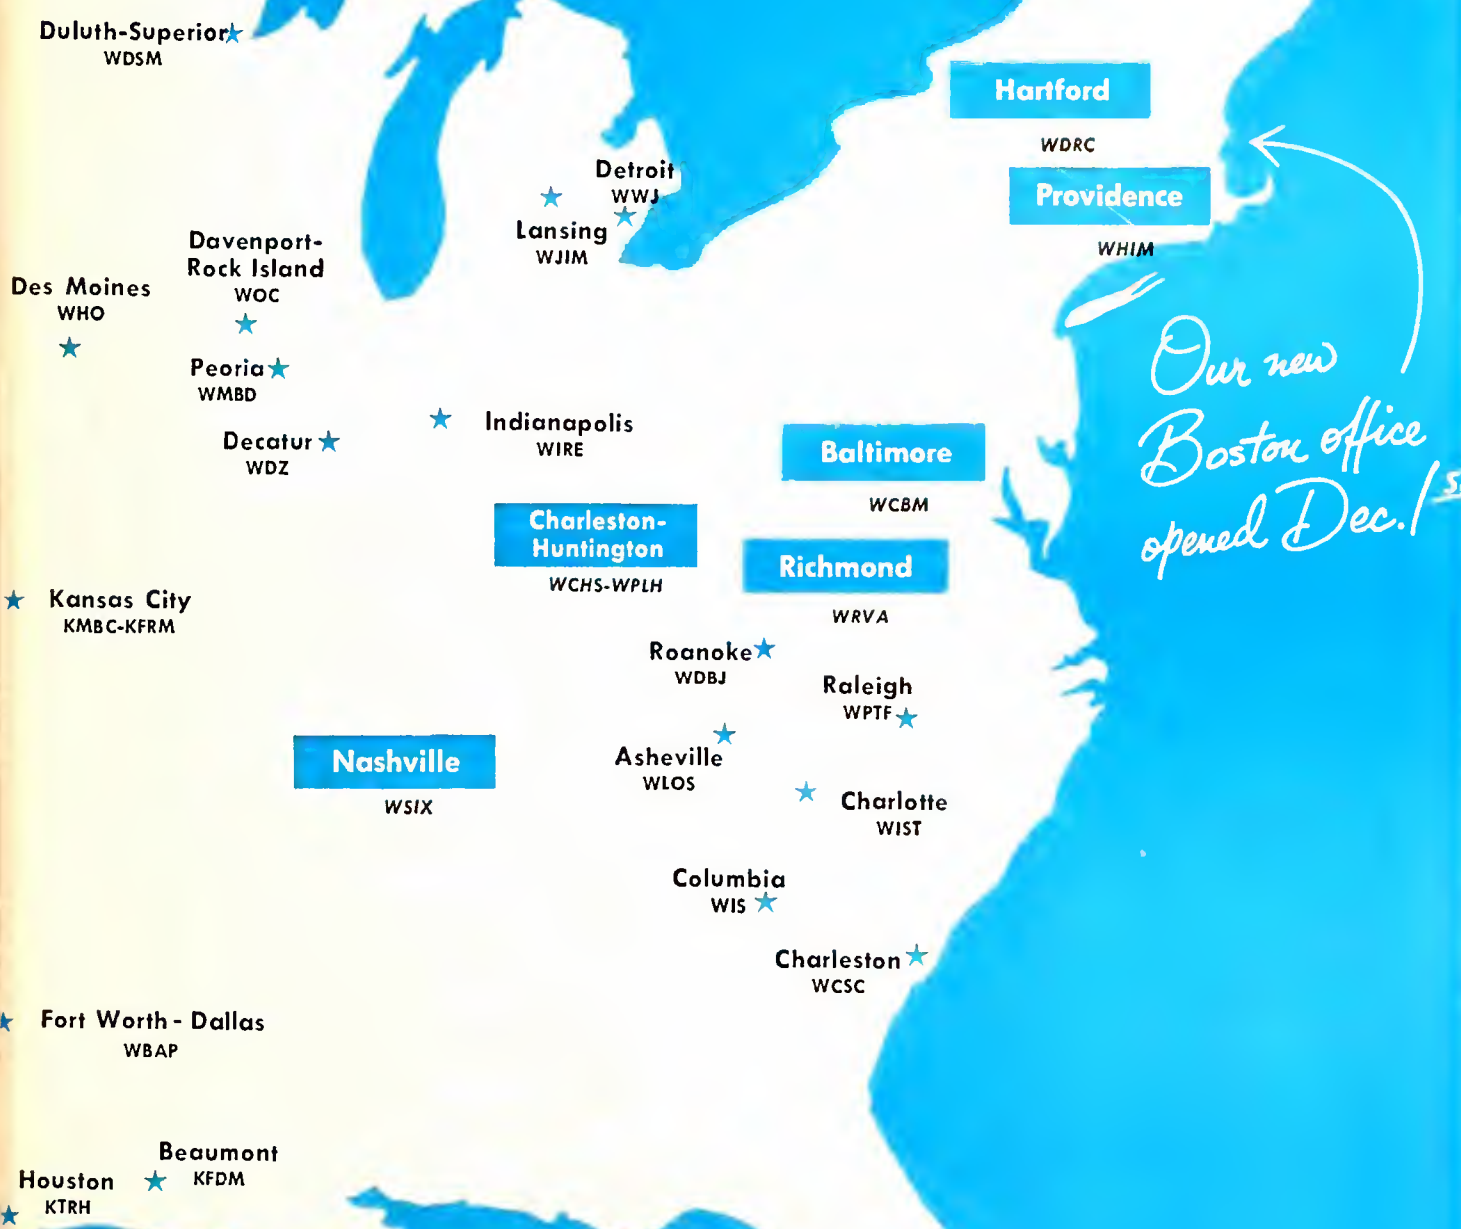 Duluth-Superior
WDSM
Hartford
WDRC
Providence
WHIM
Detroit
WWJ
Lansing
WJIM
Davenport-
Rock Island
WOC
Des Moines
WHO
Peoria
WMBD
Decatur
WDZ
Indianapolis
WIRE
Our new
Boston office
opened Dec. 1
Baltimore
WCBM
Charleston-
Huntington
WCHS-WPLH
Richmond
WRVA
Kansas City
KMBC-KFRM
Roanoke
WDBJ
Raleigh
WPTF
Nashville
WSIX
Asheville
WLOS
Charlotte
WIST
Columbia
WIS
Charleston
WCSC
Fort Worth - Dallas
WBAP
Beaumont
KFDM
Houston
KTRH